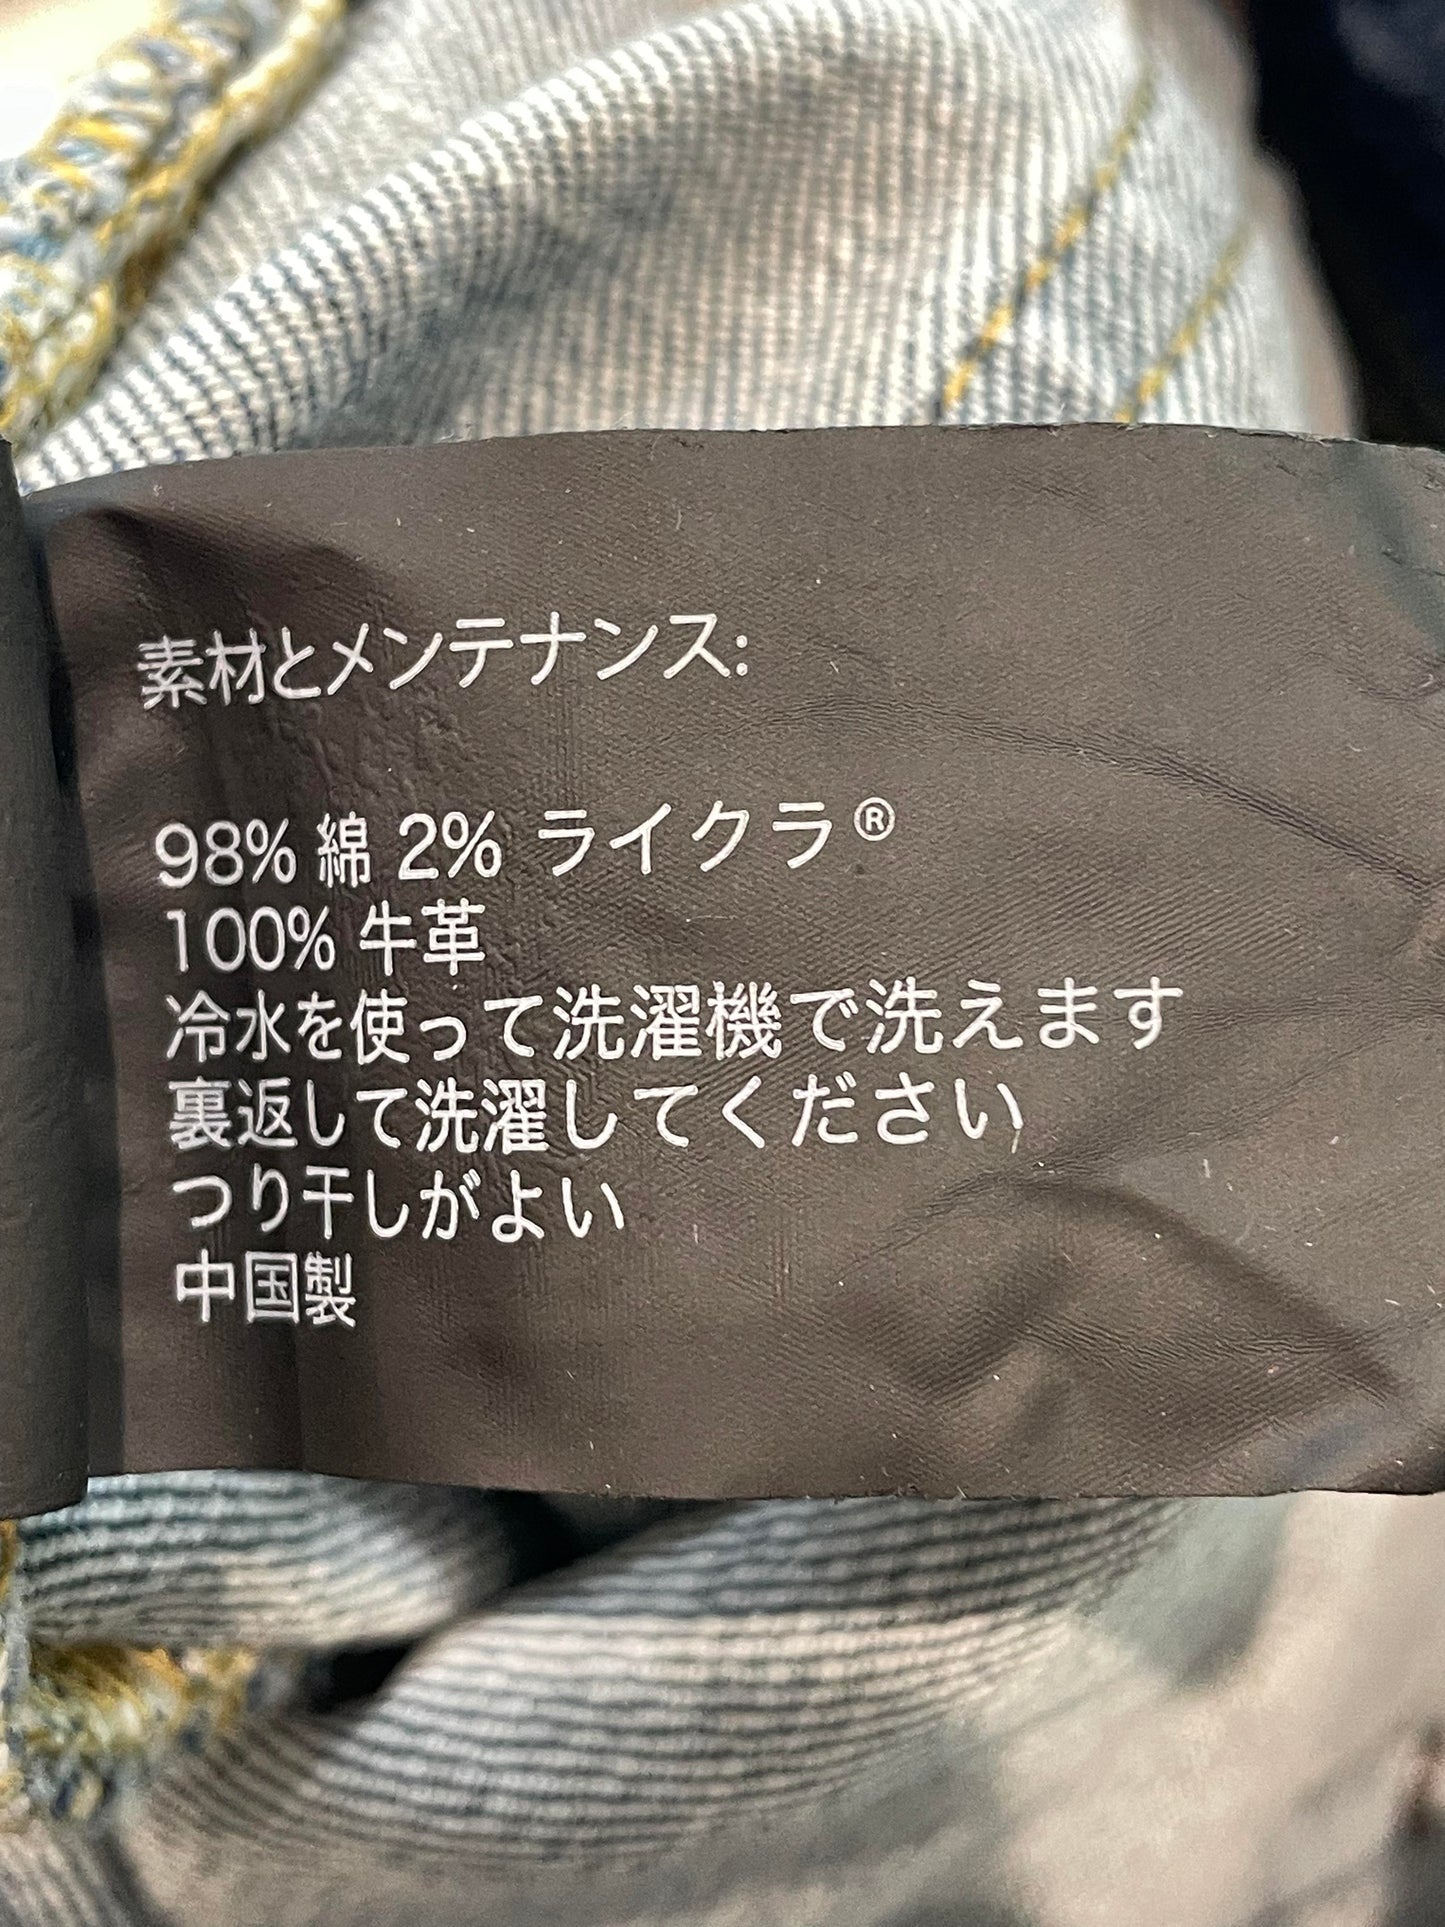 素材とメンテナンス:
98% 綿 2% ライクラ®
100% 牛革
冷水を使って洗濯機で洗えます
裏返して洗濯してください
つり干しがよい
中国製